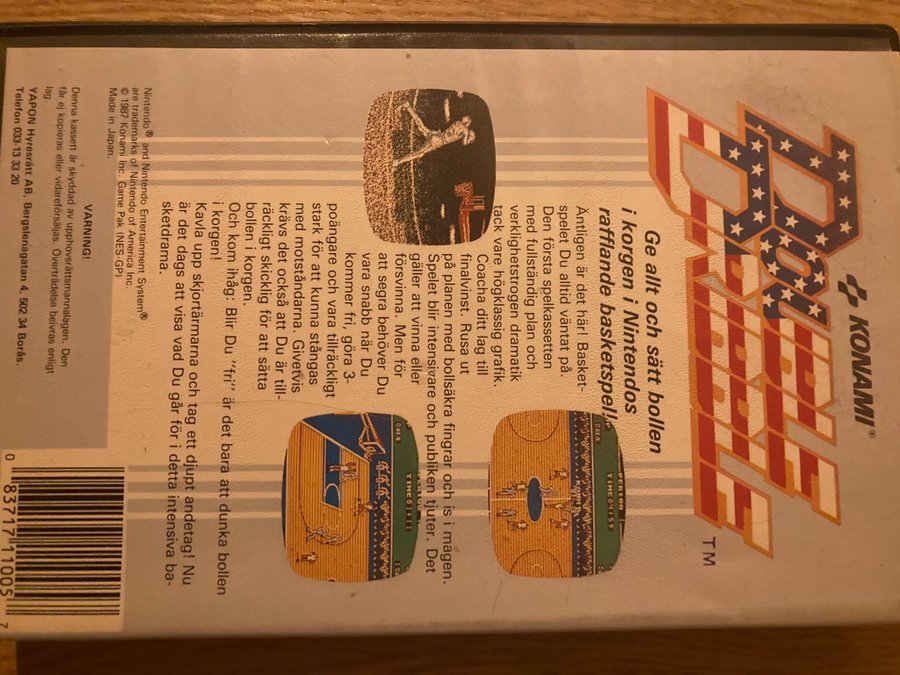 KONAMI®
DOUBLE
DRIBBLE™
Ge allt och sätt bollen
i korgen i Nintendos
rafflande basketspel!
Äntligen är det här! Basket-
spelet Du alltid väntat på.
Den första spelkassetten
med fullständig plan och
verklighetstrogen dramatik
tack vare högklassig grafik.
Coacha ditt lag till
finalvinst. Rusa ut
på planen med bollsäkra fingrar och is i magen.
Spelet blir intensivare och publiken tjuter. Det
gäller att vinna eller
försvinna. Men för
att segra behöver Du
vara snabb när Du
kommer fri, göra 3-
poängare och vara tillräckligt
stark för att kunna stångas
med motståndarna. Givetvis
krävs det också att Du är till-
räckligt skicklig för att sätta
bollen i korgen.
Och kom ihåg: Blir Du "fri" är det bara att dunka bollen
i korgen!
Kavla upp skjortärmarna och tag ett djupt andetag! Nu
är det dags att visa vad Du går för i detta intensiva ba-
sketdrama.
Nintendo® and Nintendo Entertainment System®
are trademarks of Nintendo of America Inc.
© 1987 Konami Inc. Game Pak (NES-GP).
Made in Japan.
VARNING!
Denna kassett är skyddad av upphovsrättsmannalagen. Den
får ej kopieras eller vidareförsäljas. Överträdelse beivras enligt
lag.
YAPON Hyresrätt AB, Bergslenagatan 4, 502 34 Borås.
Telefon 033-13 33 20
0 83717 11005 7